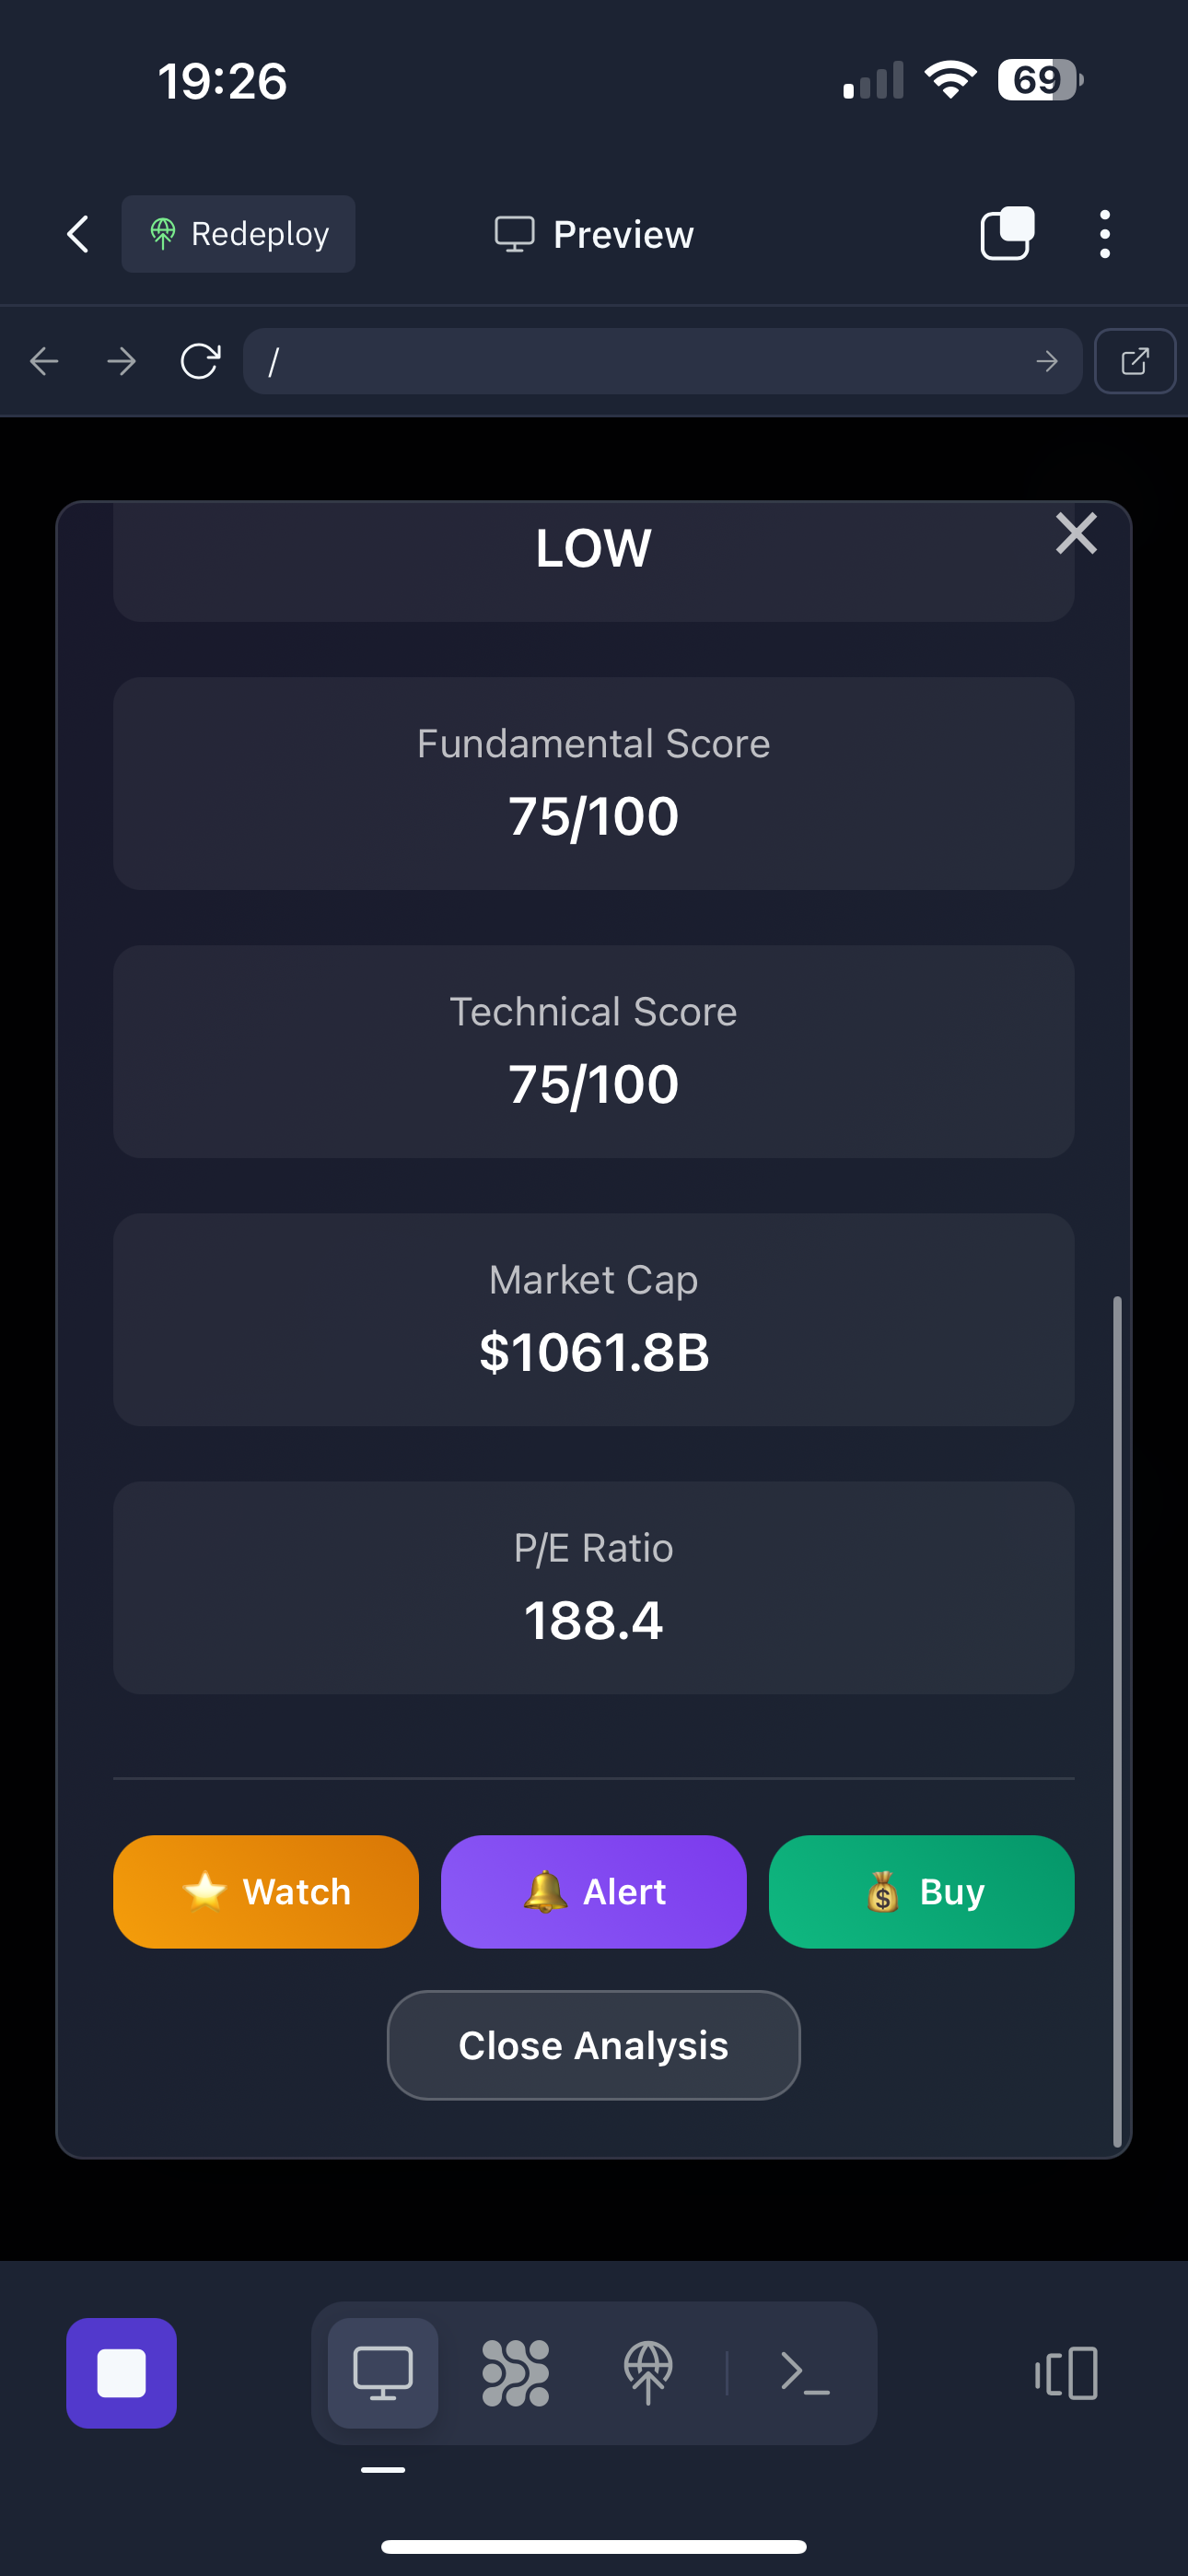 19:26
69
Redeploy
Preview
/
LOW
Fundamental Score
75/100
Technical Score
75/100
Market Cap
$1061.8B
P/E Ratio
188.4
⭐ Watch
🔔 Alert
💰 Buy
Close Analysis